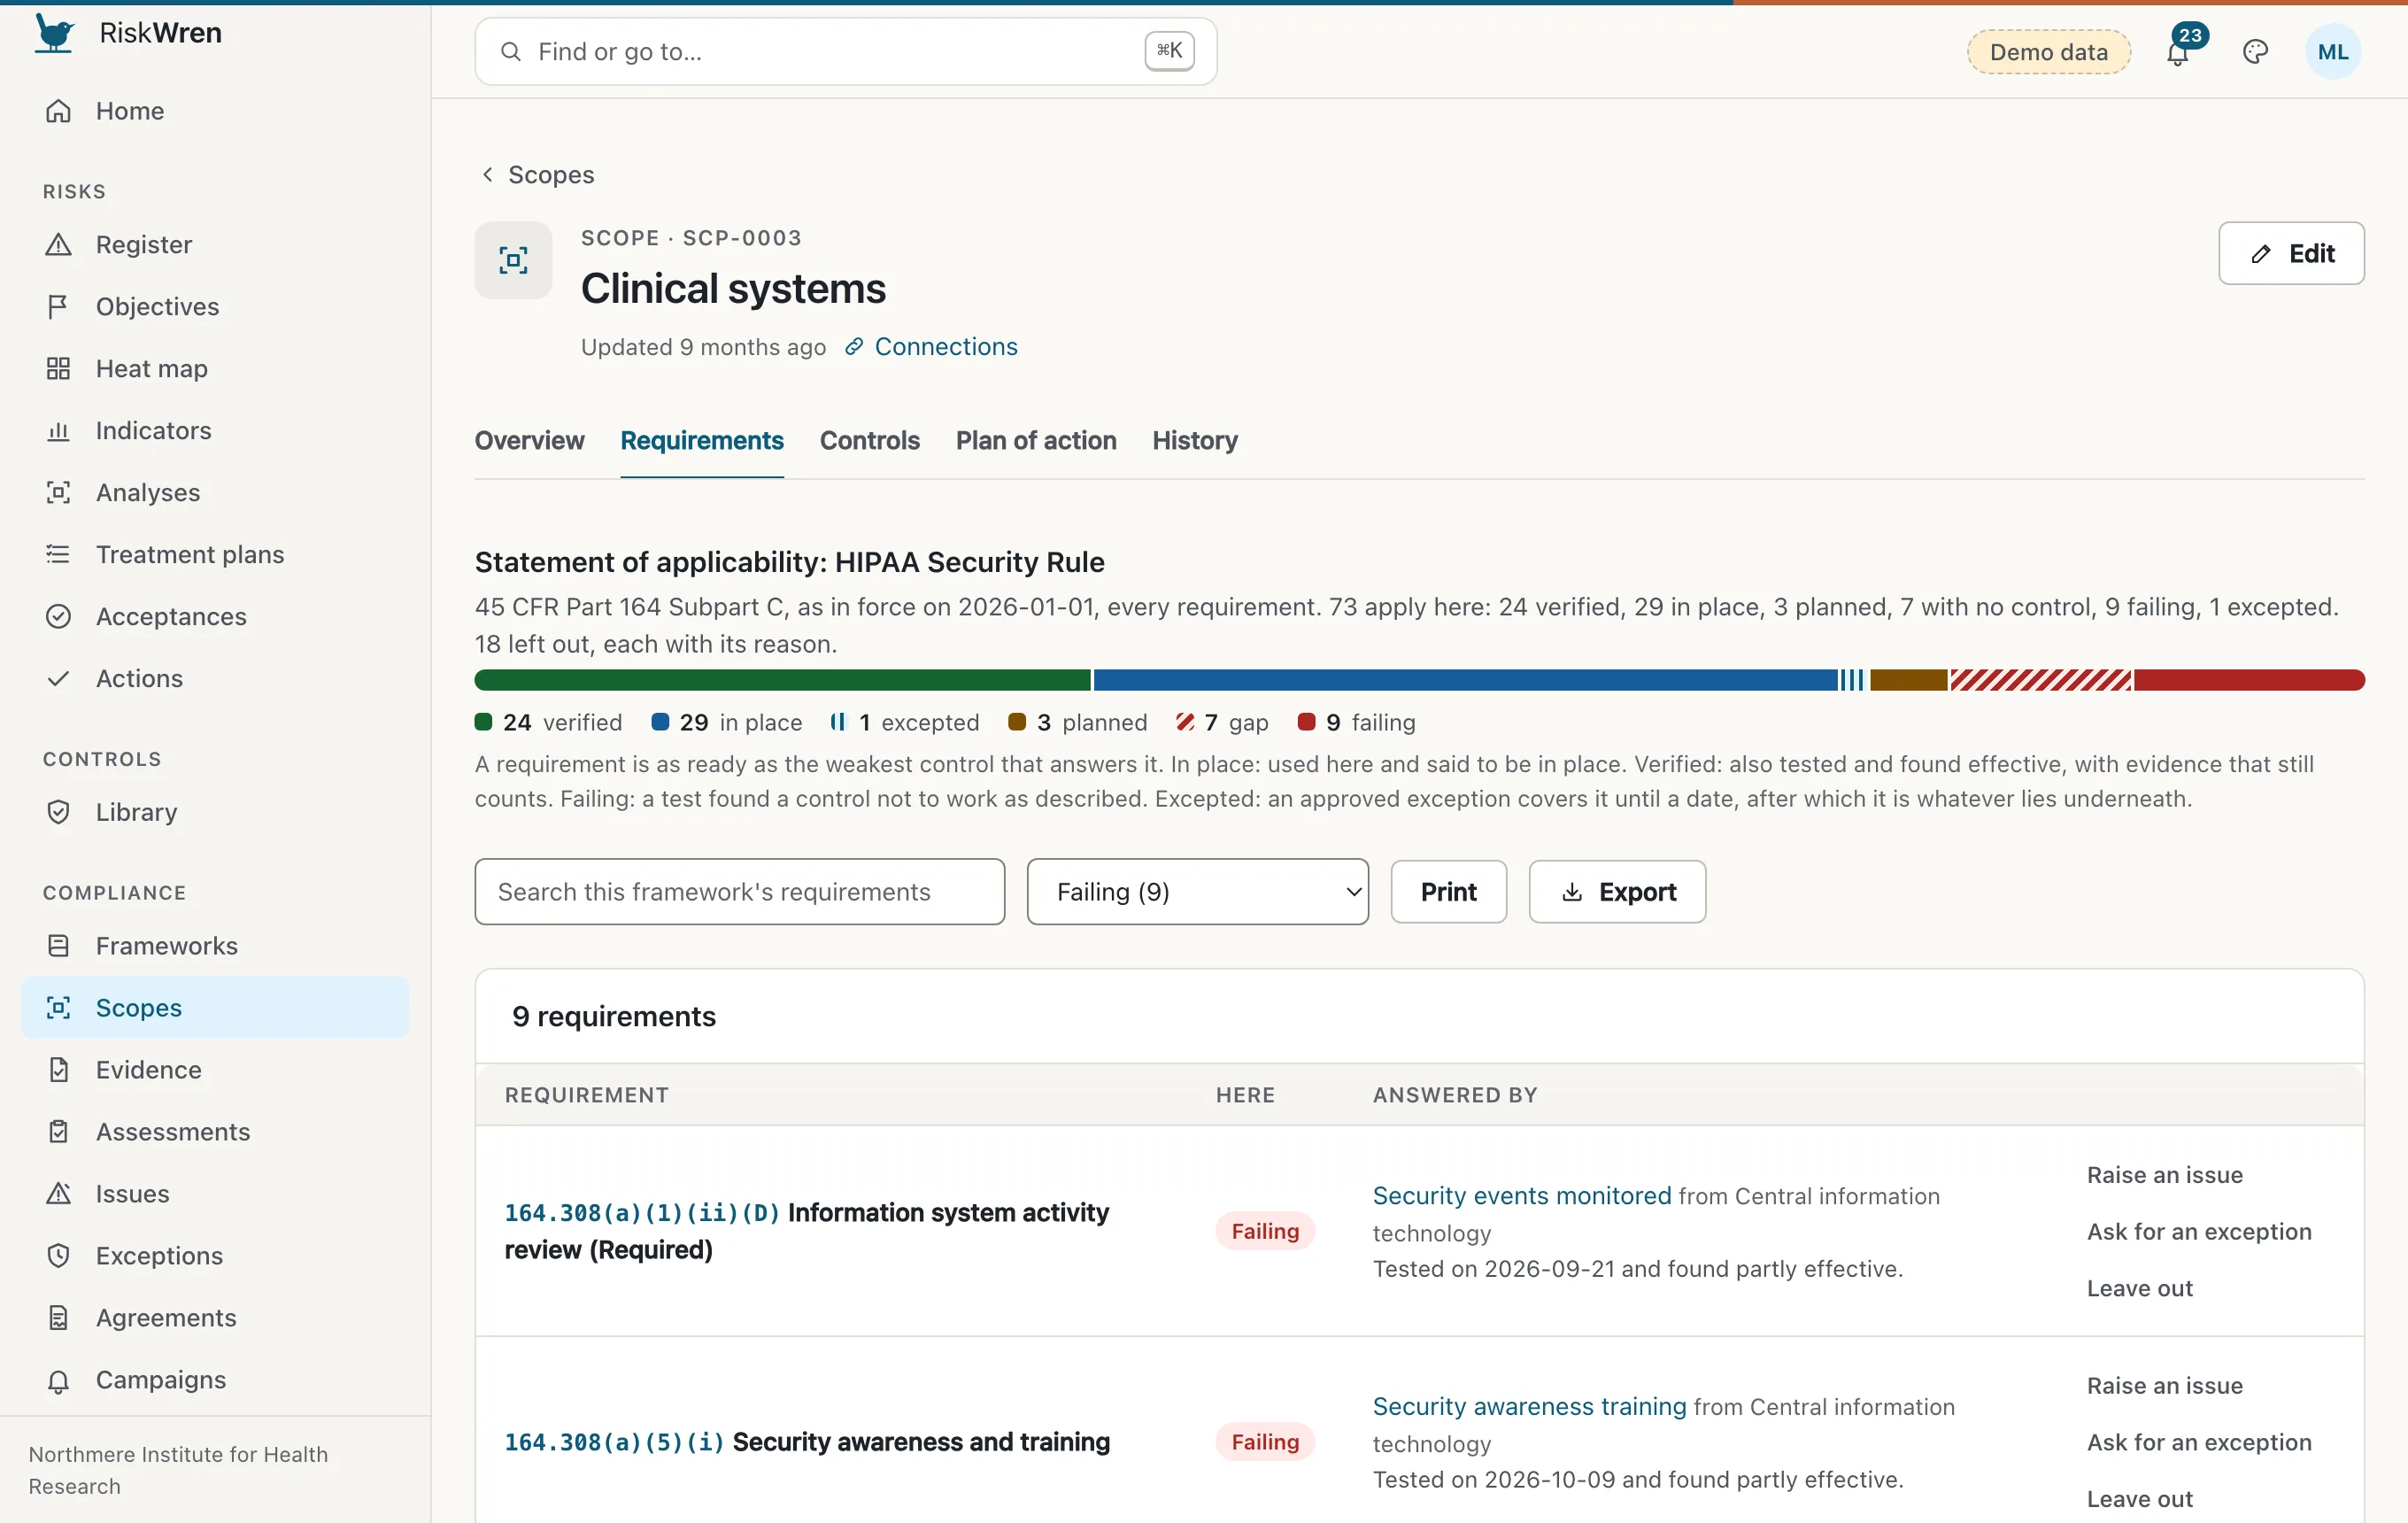 RiskWren
Find or go to...
⌘K
Demo data
23
ML
Home
RISKS
Register
Objectives
Heat map
Indicators
Analyses
Treatment plans
Acceptances
Actions
CONTROLS
Library
COMPLIANCE
Frameworks
Scopes
Evidence
Assessments
Issues
Exceptions
Agreements
Campaigns
Northmere Institute for Health
Research
Scopes
SCOPE · SCP-0003
Clinical systems
Updated 9 months ago Connections
Edit
Overview Requirements Controls Plan of action History
Statement of applicability: HIPAA Security Rule
45 CFR Part 164 Subpart C, as in force on 2026-01-01, every requirement. 73 apply here: 24 verified, 29 in place, 3 planned, 7 with no control, 9 failing, 1 excepted.
18 left out, each with its reason.
24 verified 29 in place 1 excepted 3 planned 7 gap 9 failing
A requirement is as ready as the weakest control that answers it. In place: used here and said to be in place. Verified: also tested and found effective, with evidence that still
counts. Failing: a test found a control not to work as described. Excepted: an approved exception covers it until a date, after which it is whatever lies underneath.
Search this framework's requirements
Failing (9)
Print
Export
9 requirements
REQUIREMENT HERE ANSWERED BY
164.308(a)(1)(ii)(D) Information system activity
review (Required)
Failing
Security events monitored from Central information
technology
Tested on 2026-09-21 and found partly effective.
Raise an issue
Ask for an exception
Leave out
164.308(a)(5)(i) Security awareness and training
Failing
Security awareness training from Central information
technology
Tested on 2026-10-09 and found partly effective.
Raise an issue
Ask for an exception
Leave out